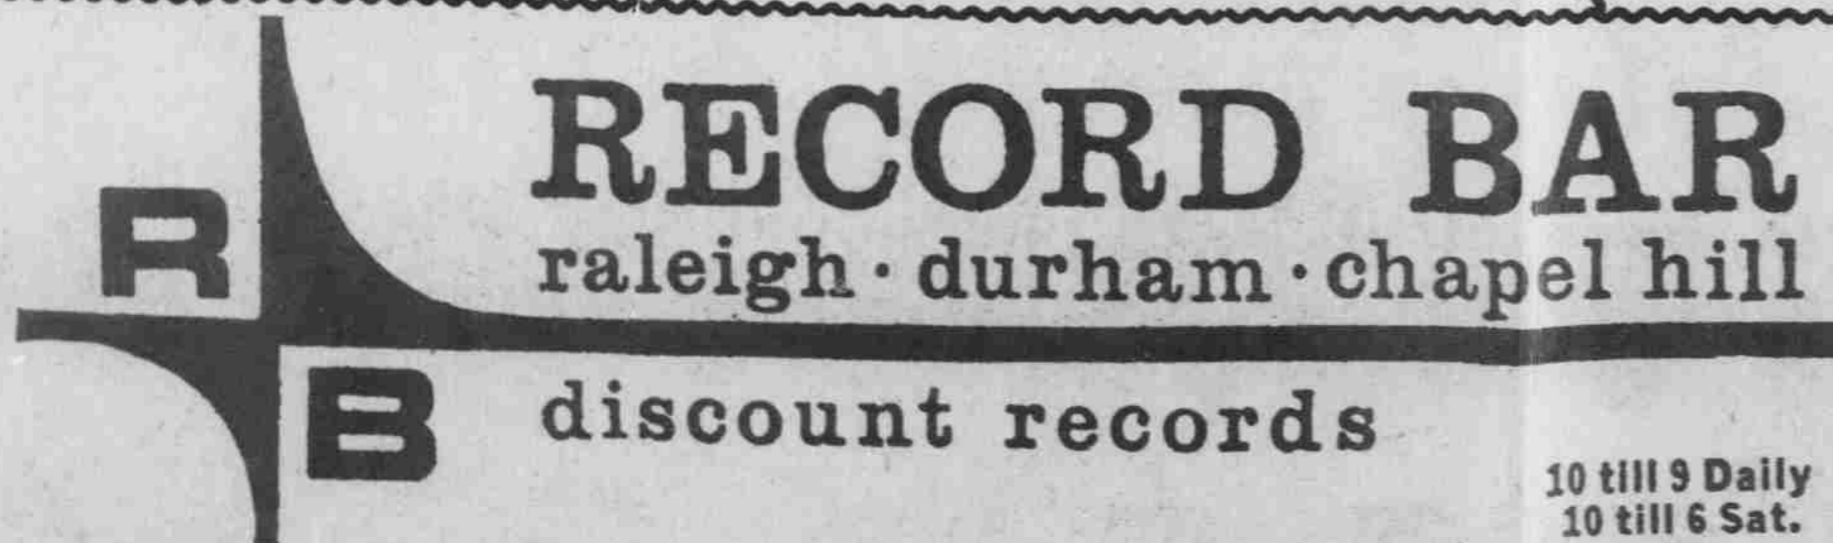 RECORD BAR
raleigh · durham · chapel hill
R
B
discount records
10 till 9 Daily
10 till 6 Sat.